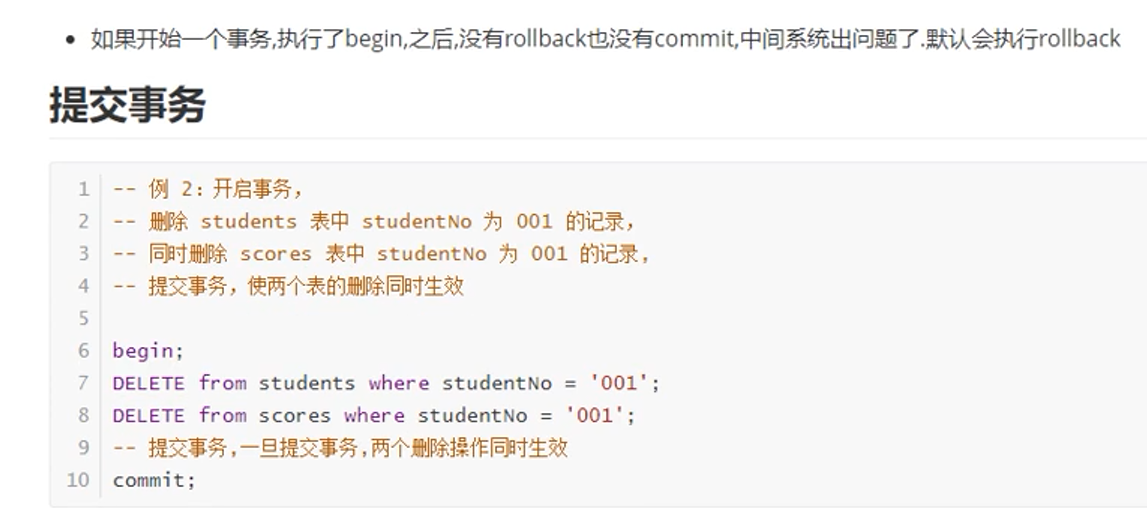 • 如果开始一个事务,执行了begin,之后,没有rollback也没有commit,中间系统出问题了.默认会执行rollback
提交事务
1 -- 例 2：开启事务，
2 -- 删除 students 表中 studentNo 为 001 的记录，
3 -- 同时删除 scores 表中 studentNo 为 001 的记录，
4 -- 提交事务，使两个表的删除同时生效
5
6 begin;
7 DELETE from students where studentNo = '001';
8 DELETE from scores where studentNo = '001';
9 -- 提交事务,一旦提交事务,两个删除操作同时生效
10 commit;